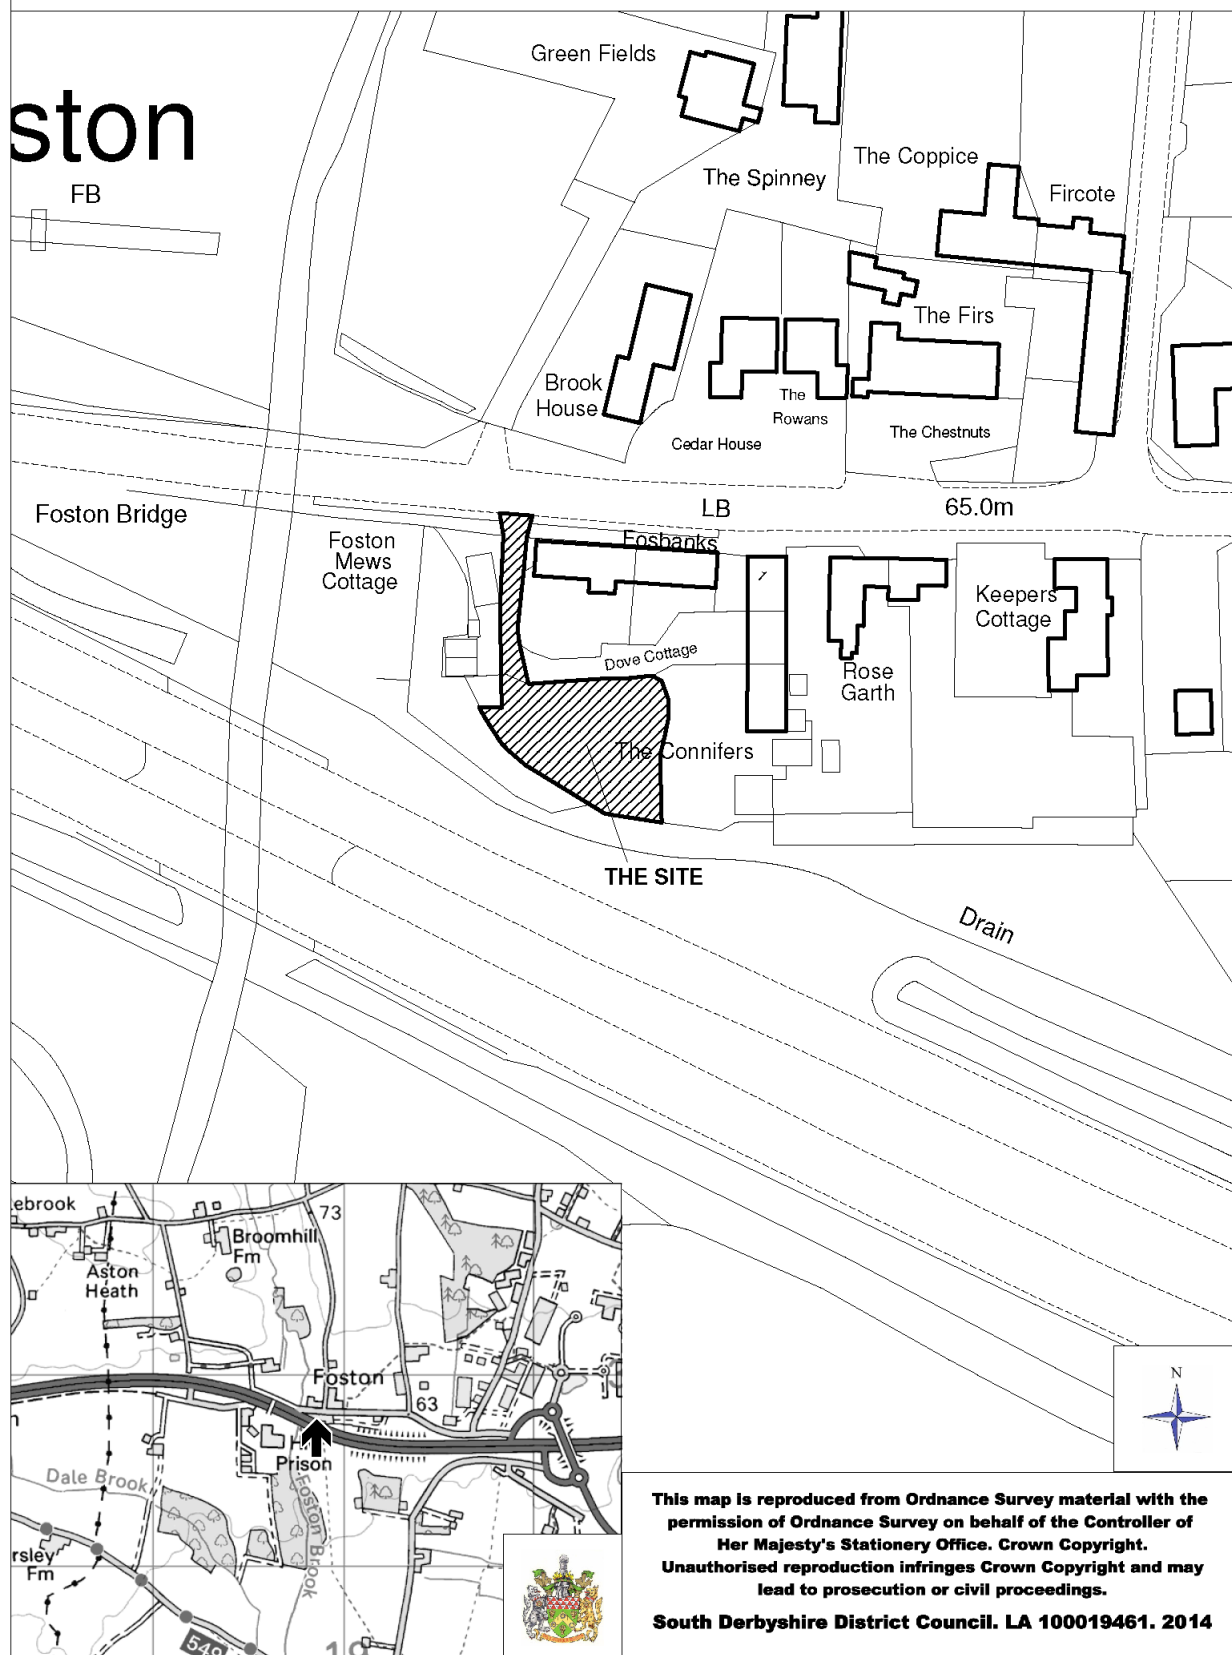 Green Fields
ston
FB
The Coppice
The Spinney
Fircote
The Firs
Brook
House
The
Rowans
Cedar House
The Chestnuts
Foston Bridge
LB
65.0m
Foston
Mews
Cottage
Fosbanks
1
Keepers
Cottage
Dove Cottage
Rose
Garth
The Connifers
THE SITE
Drain
ebrook
73
Broomhill
Fm
Aston
Heath
Foston
63
Prison
Dale Brook
Foston Brook
rsley
Fm
548
19
N
This map is reproduced from Ordnance Survey material with the
permission of Ordnance Survey on behalf of the Controller of
Her Majesty's Stationery Office. Crown Copyright.
Unauthorised reproduction infringes Crown Copyright and may
lead to prosecution or civil proceedings.
South Derbyshire District Council. LA 100019461. 2014